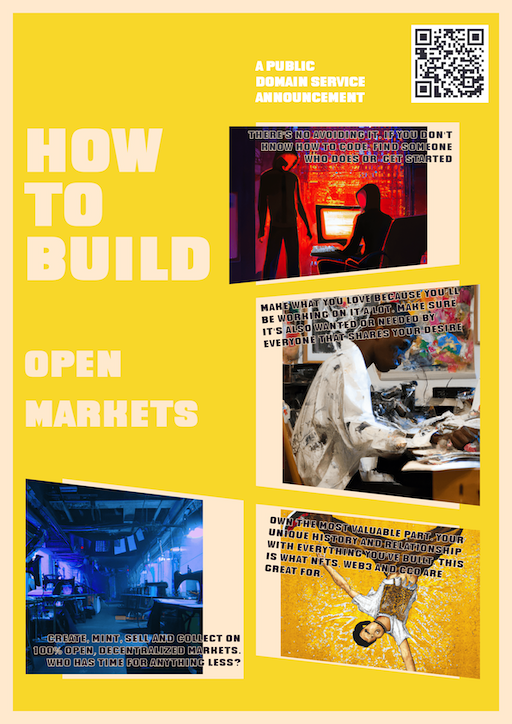 A PUBLIC
DOMAIN SERVICE
ANNOUNCEMENT
HOW
TO
BUILD
OPEN
MARKETS
THERE'S NO AVOIDING IT, IF YOU DON'T
KNOW HOW TO CODE, FIND SOMEONE
WHO DOES OR GET STARTED
MAKE WHAT YOU LOVE BECAUSE YOU'LL
BE WORKING ON IT A LOT. MAKE SURE
IT'S ALSO WANTED OR NEEDED BY
EVERYONE THAT SHARES YOUR DESIRE
OWN THE MOST VALUABLE PART, YOUR
UNIQUE HISTORY AND RELATIONSHIP
WITH EVERYTHING YOU'VE BUILT. THIS
IS WHAT NFTS, WEB3 AND CC0 ARE
GREAT FOR.
CREATE, MINT, SELL AND COLLECT ON
100% OPEN, DECENTRALIZED MARKETS.
WHO HAS TIME FOR ANYTHING LESS?